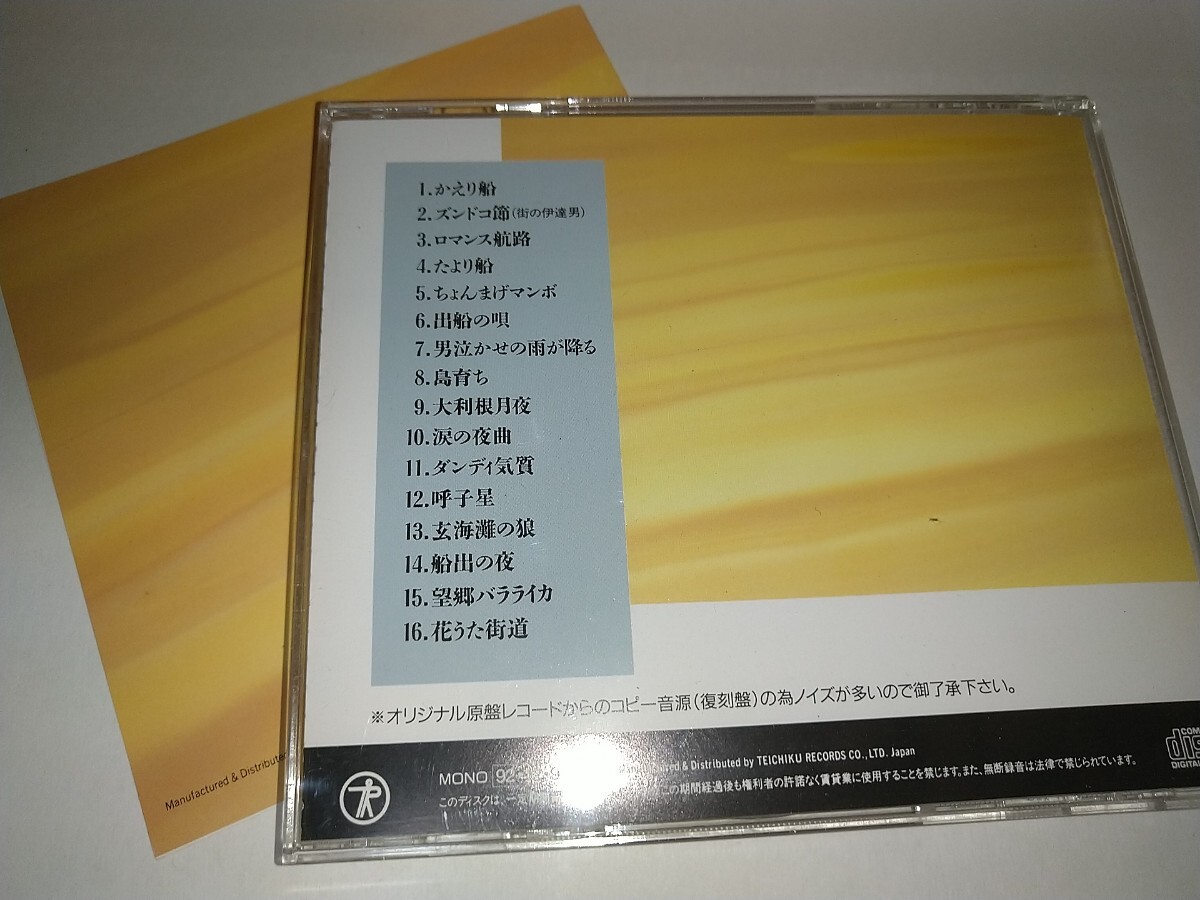 1.かえり船
2.ズンドコ節(街の伊達男)
3.ロマンス航路
4.たより船
5.ちょんまげマンボ
6.出船の唄
7.男泣かせの雨が降る
8.島育ち
9.大利根月夜
10.涙の夜曲
11.ダンディ気質
12.呼子星
13.玄海灘の狼
14.船出の夜
15.望郷バラライカ
16.花うた街道
※オリジナル原盤レコードからのコピー音源(復刻盤)の為ノイズが多いので御了承下さい。
Manufactured & Distributed
MONO 92
& Distributed by TEICHIKU RECORDS CO., LTD. Japan
このディスクは、
の期間経過後も権利者の許諾なく賃貸業に使用することを禁じます。また、無断録音は法律で禁じられています。
COM
dis
DIGITAL